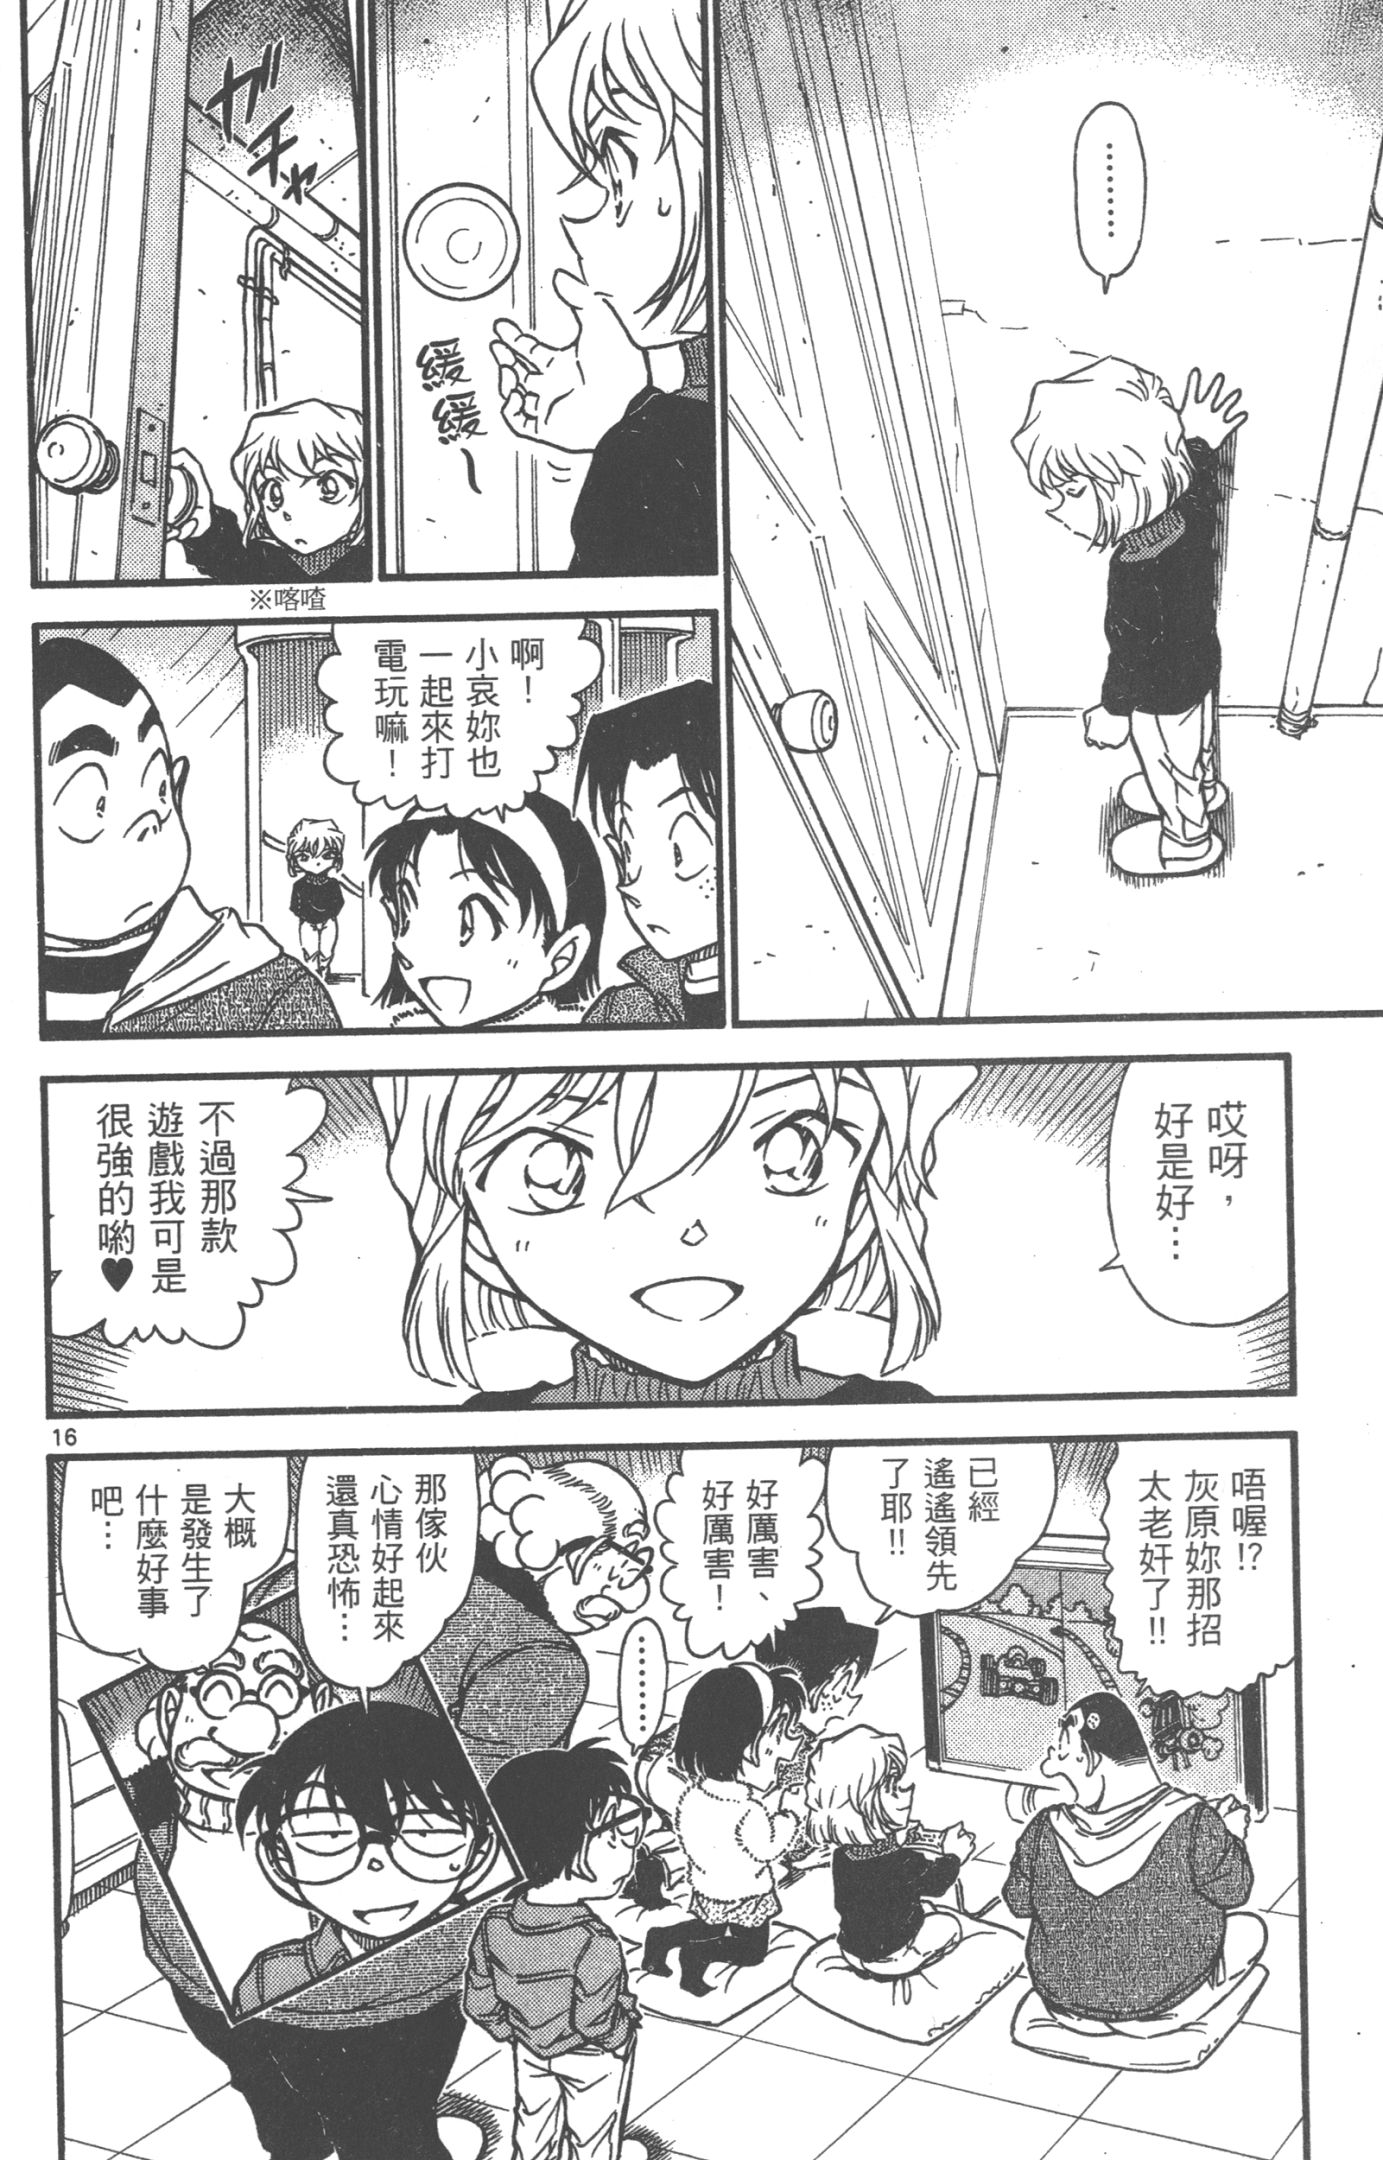 ………
緩
緩～
ガチャ
※喀喳
啊！
小哀妳也
一起來打
電玩嘛！
哎呀，
好是好…
不過那款
遊戲我可是
很強的喲♥
16
唔喔!?
灰原妳那招
太老奸了!!
已經
遙遙領先
了耶!!
好厲害、
好厲害！
………
那傢伙
心情好起來
還真恐怖…
大概
是發生了
什麼好事
吧…